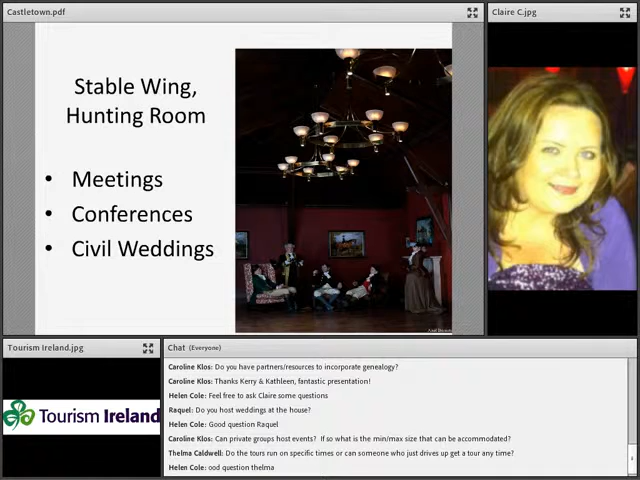 Castletown.pdf
Claire C.jpg
Stable Wing,
Hunting Room
• Meetings
• Conferences
• Civil Weddings
Tourism Ireland.jpg
Tourism Ireland
Chat (Everyone)
Caroline Klos: Do you have partners/resources to incorporate genealogy?
Caroline Klos: Thanks Kerry & Kathleen, fantastic presentation!
Helen Cole: Feel free to ask Claire some questions
Raquel: Do you host weddings at the house?
Helen Cole: Good question Raquel
Caroline Klos: Can private groups host events? If so what is the min/max size that can be accommodated?
Thelma Caldwell: Do the tours run on specific times or can someone who just drives up get a tour any time?
Helen Cole: ood question thelma